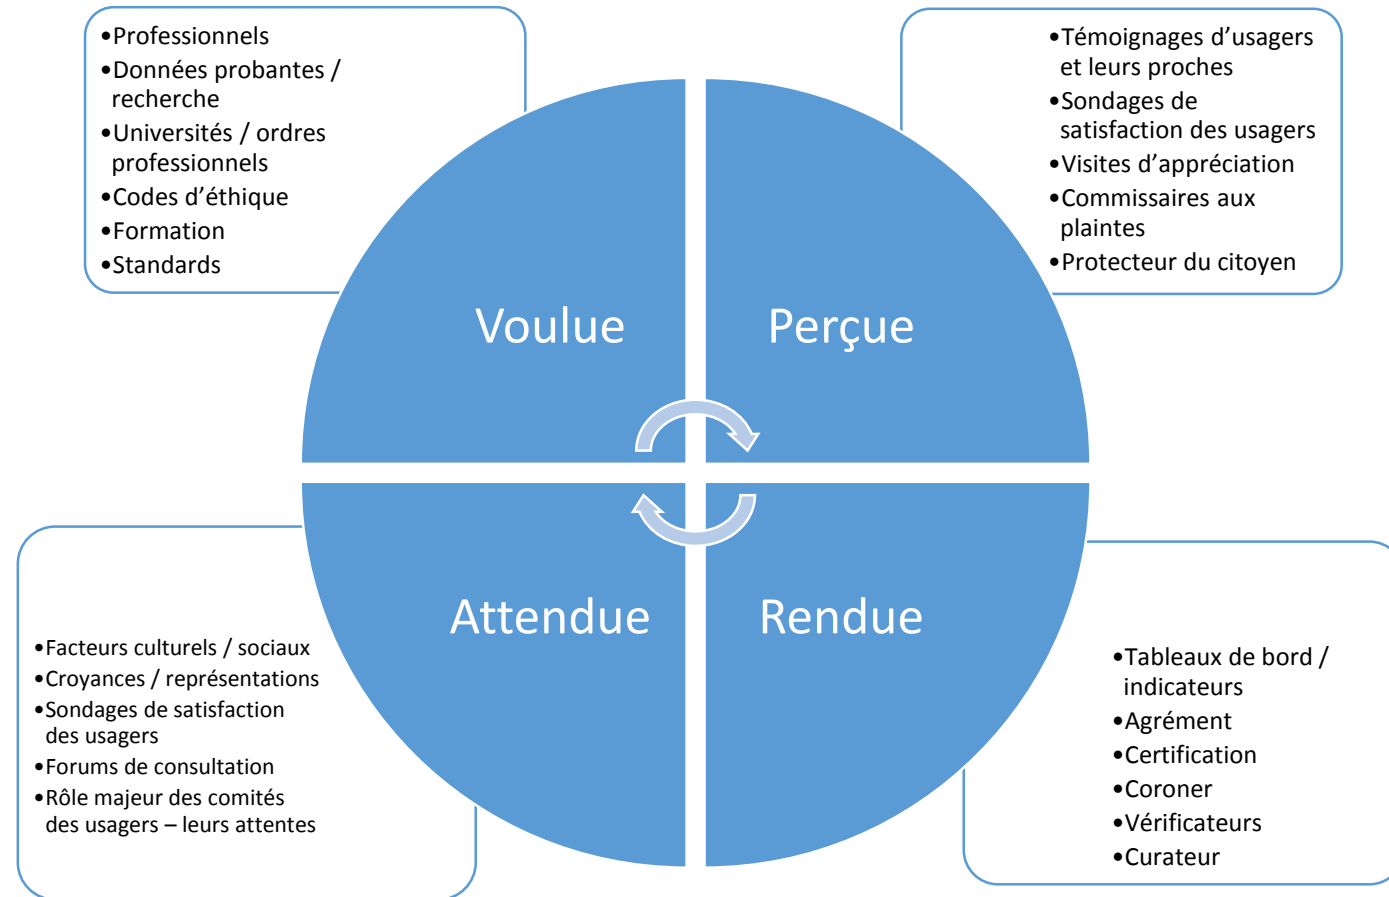 •Professionnels
•Données probantes /
recherche
•Universités / ordres
professionnels
•Codes d’éthique
•Formation
•Standards
•Témoignages d’usagers
et leurs proches
•Sondages de
satisfaction des usagers
•Visites d’appréciation
•Commissaires aux
plaintes
•Protecteur du citoyen
Voulue
Perçue
Attendue
Rendue
•Facteurs culturels / sociaux
•Croyances / représentations
•Sondages de satisfaction
des usagers
•Forums de consultation
•Rôle majeur des comités
des usagers – leurs attentes
•Tableaux de bord /
indicateurs
•Agrément
•Certification
•Coroner
•Vérificateurs
•Curateur